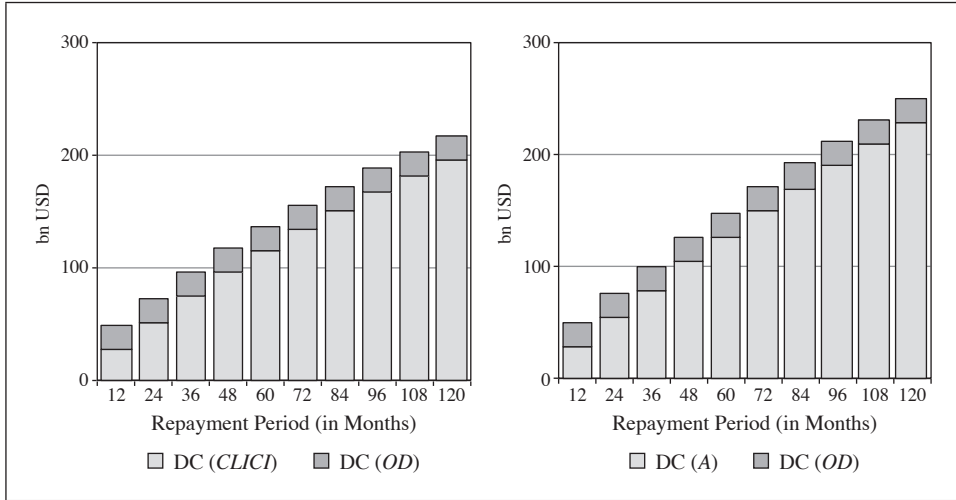 300
200
100
0
bn USD
12 24 36 48 60 72 84 96 108 120
Repayment Period (in Months)
DC (CLICI) DC (OD)
300
200
100
0
bn USD
12 24 36 48 60 72 84 96 108 120
Repayment Period (in Months)
DC (A) DC (OD)